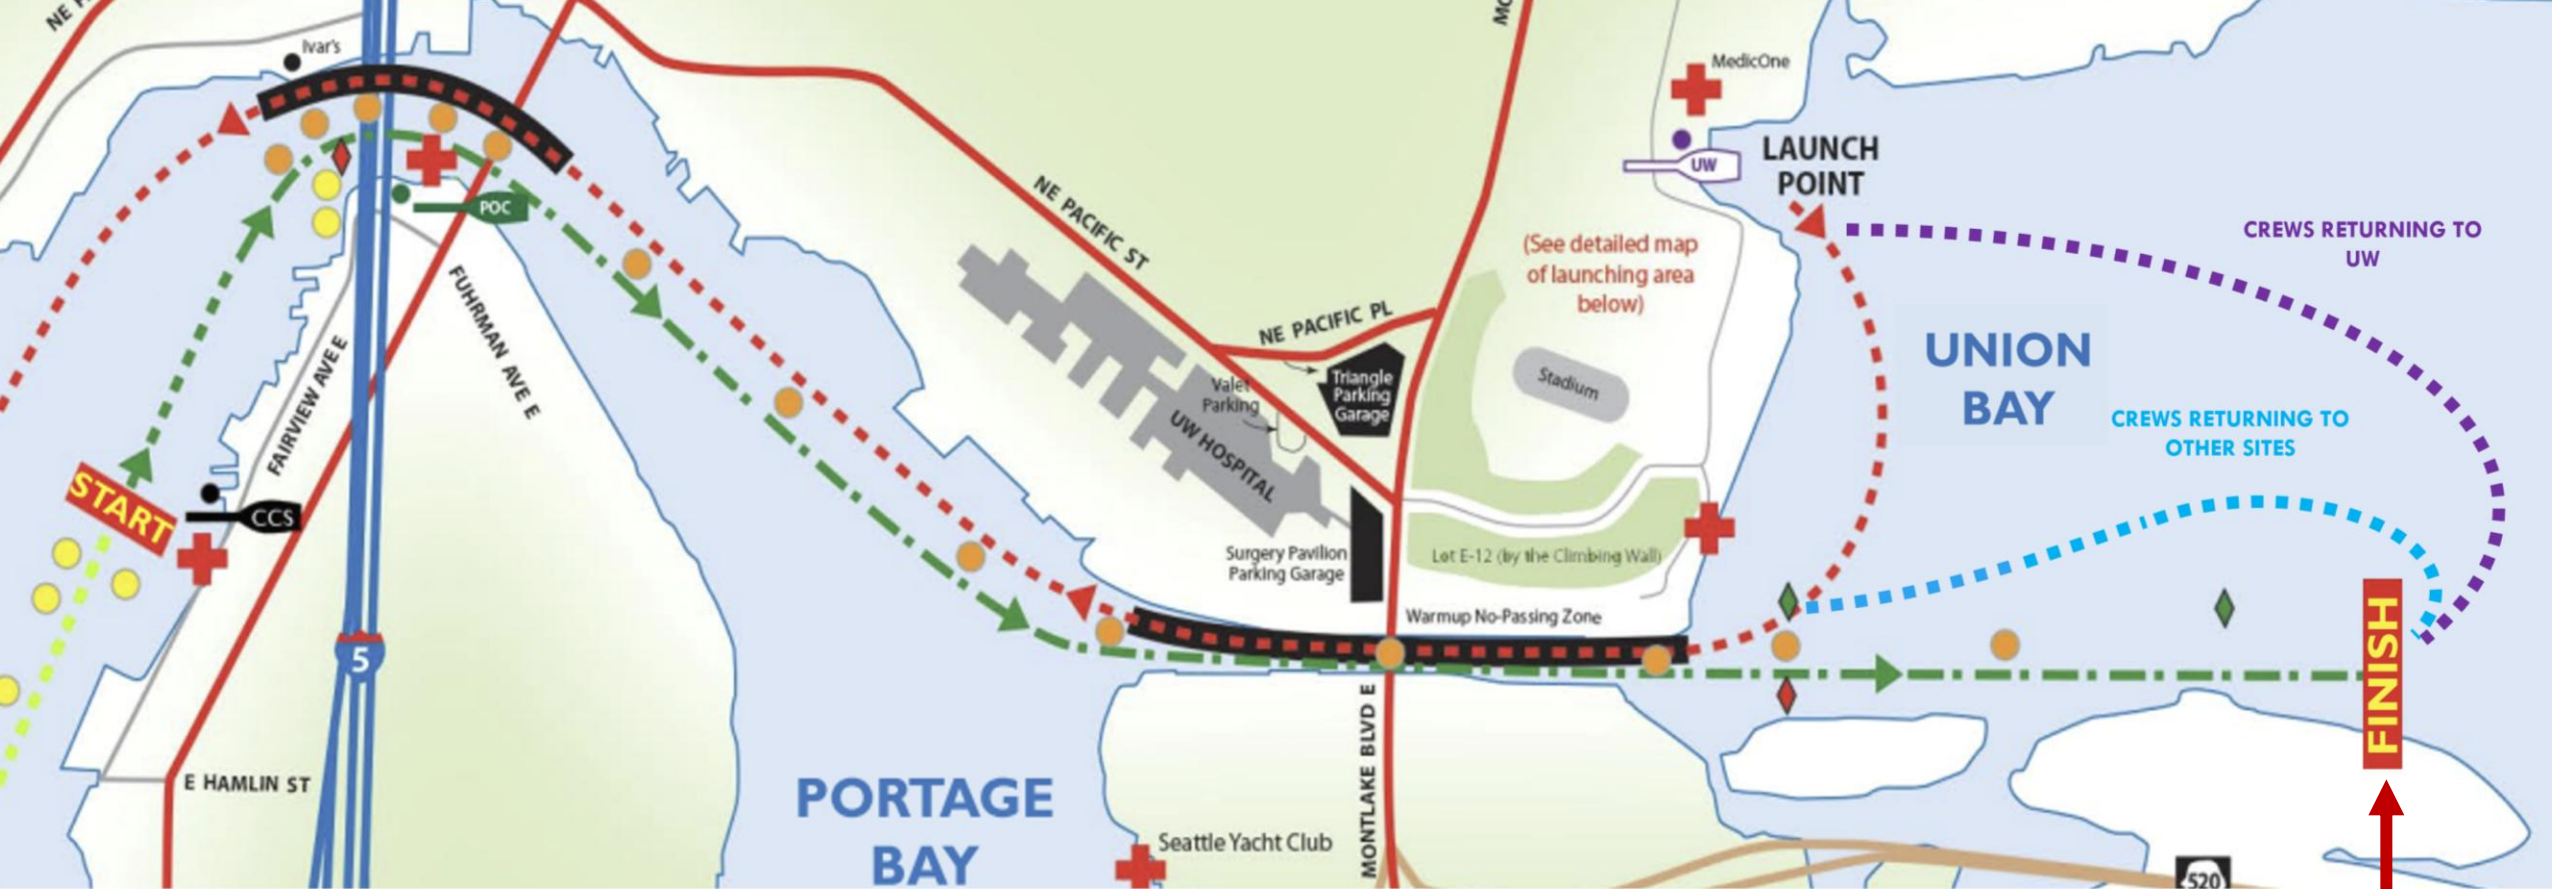 NE
Ivar's
MedicOne
UW
LAUNCH
POINT
POC
NE PACIFIC ST
(See detailed map
of launching area
below)
CREWS RETURNING TO
UW
FUHRMAN AVE E
FAIRVIEW AVE E
NE PACIFIC PL
UNION
BAY
Triangle
Parking
Garage
Valet
Parking
Stadium
UW HOSPITAL
CREWS RETURNING TO
OTHER SITES
START
CCS
Surgery Pavilion
Parking Garage
Lot E-12 (by the Climbing Wall)
Warmup No-Passing Zone
5
FINISH
E HAMLIN ST
PORTAGE
BAY
MONTLAKE BLVD E
Seattle Yacht Club
520